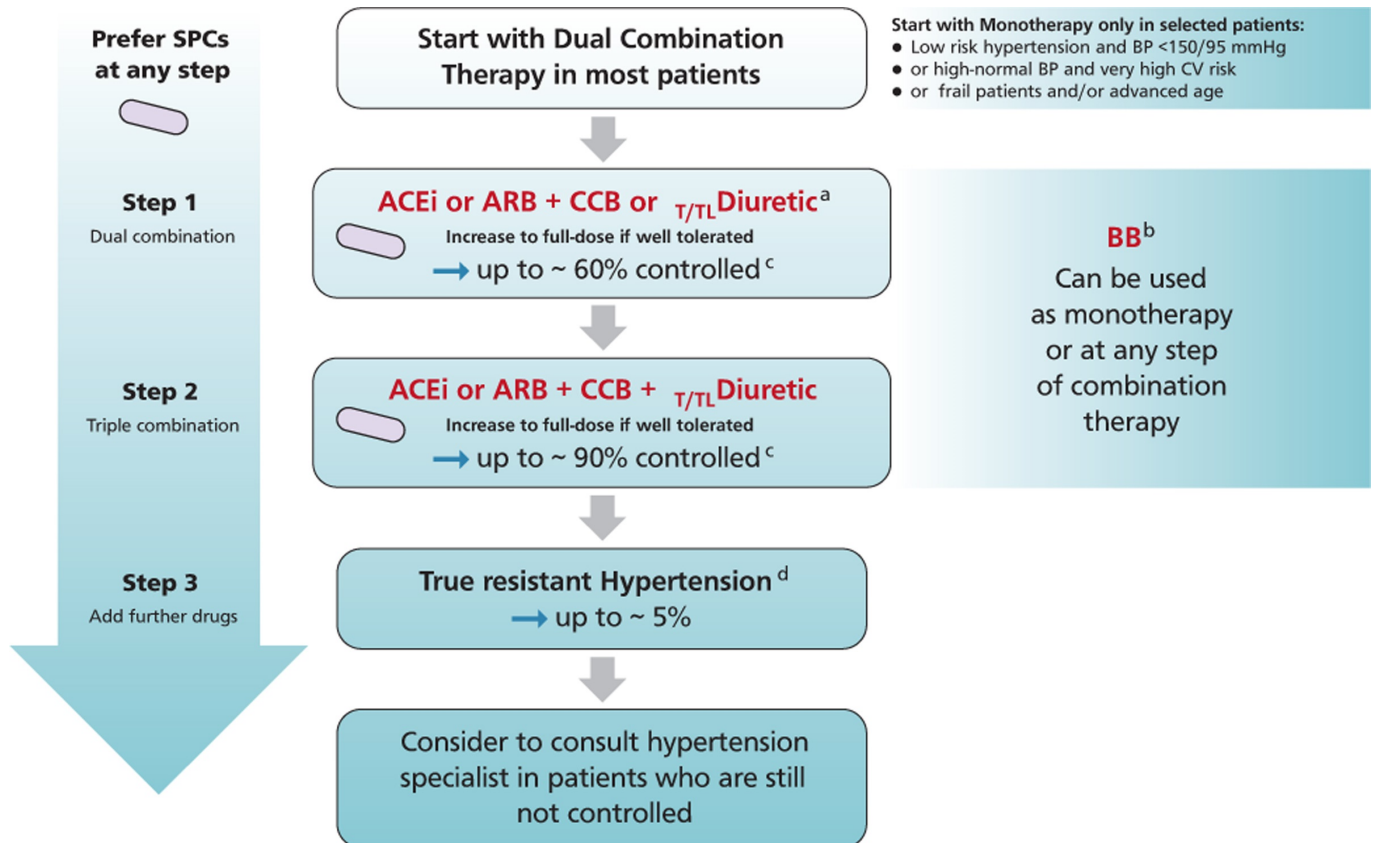 Prefer SPCs
at any step
Start with Dual Combination
Therapy in most patients
Start with Monotherapy only in selected patients:
● Low risk hypertension and BP <150/95 mmHg
● or high-normal BP and very high CV risk
● or frail patients and/or advanced age
Step 1
Dual combination
ACEi or ARB + CCB or T/TLDiuretic a
Increase to full-dose if well tolerated
→ up to ~ 60% controlled c
BB b
Can be used
as monotherapy
or at any step
of combination
therapy
Step 2
Triple combination
ACEi or ARB + CCB + T/TLDiuretic
Increase to full-dose if well tolerated
→ up to ~ 90% controlled c
Step 3
Add further drugs
True resistant Hypertension d
→ up to ~ 5%
Consider to consult hypertension
specialist in patients who are still
not controlled